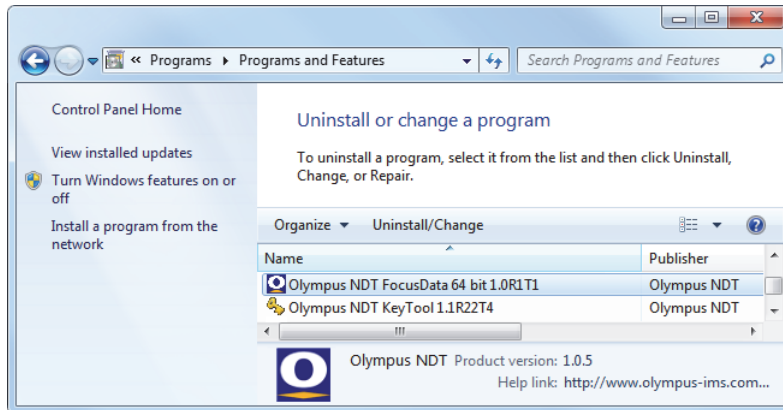 « Programs ▸ Programs and Features
Search Programs and Features
Control Panel Home
View installed updates
Turn Windows features on or
off
Install a program from the
network
Uninstall or change a program
To uninstall a program, select it from the list and then click Uninstall,
Change, or Repair.
Organize Uninstall/Change
Name Publisher
Olympus NDT FocusData 64 bit 1.0R1T1 Olympus NDT
Olympus NDT KeyTool 1.1R22T4 Olympus NDT
Olympus NDT Product version: 1.0.5
Help link: http://www.olympus-ims.com...